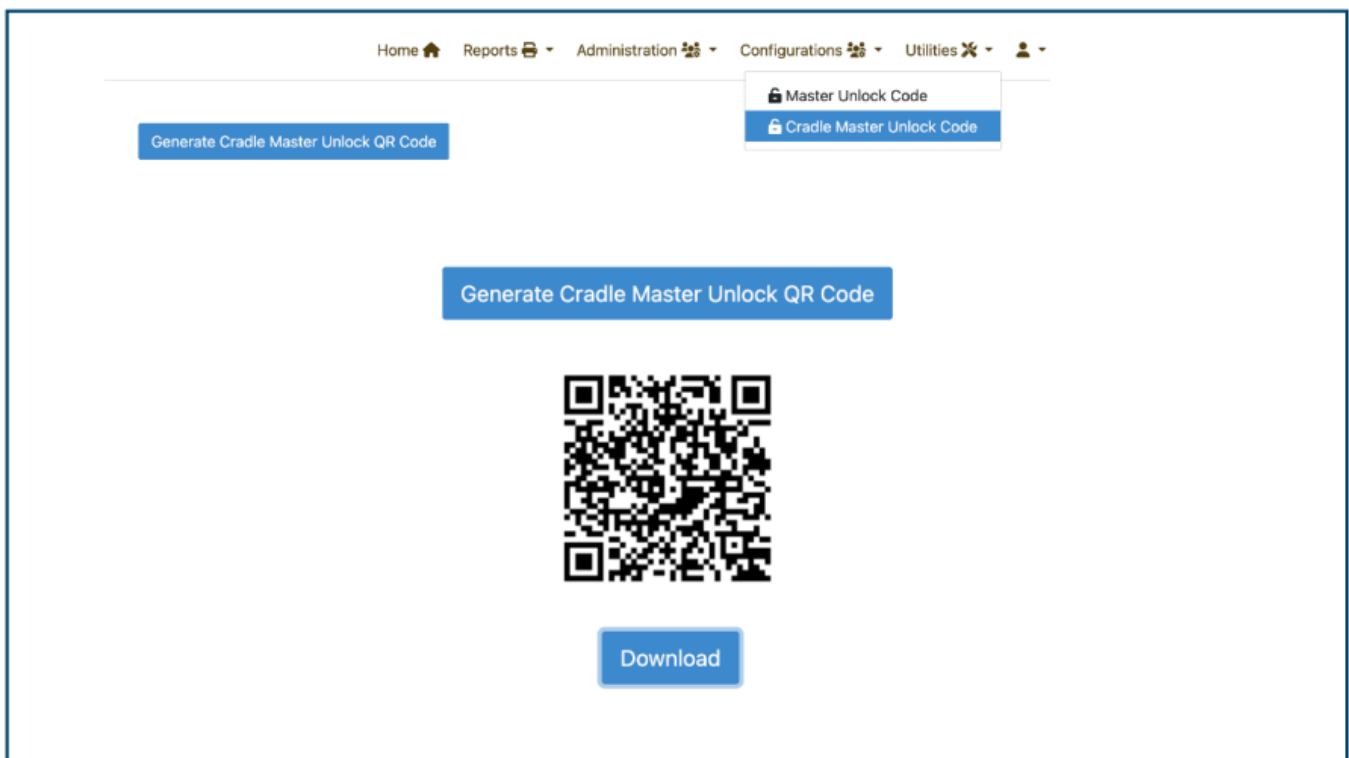 Home Reports Administration Configurations Utilities
Master Unlock Code
Cradle Master Unlock Code
Generate Cradle Master Unlock QR Code
Generate Cradle Master Unlock QR Code
Download